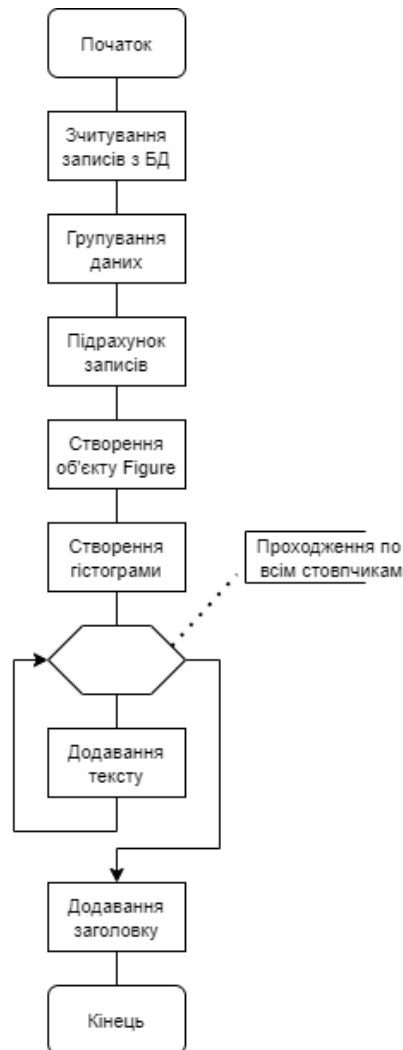 Початок
Зчитування
записів з БД
Групування
даних
Підрахунок
записів
Створення
об'єкту Figure
Створення
гістограми
Проходження по
всім стовпчикам
Додавання
тексту
Додавання
заголовку
Кінець